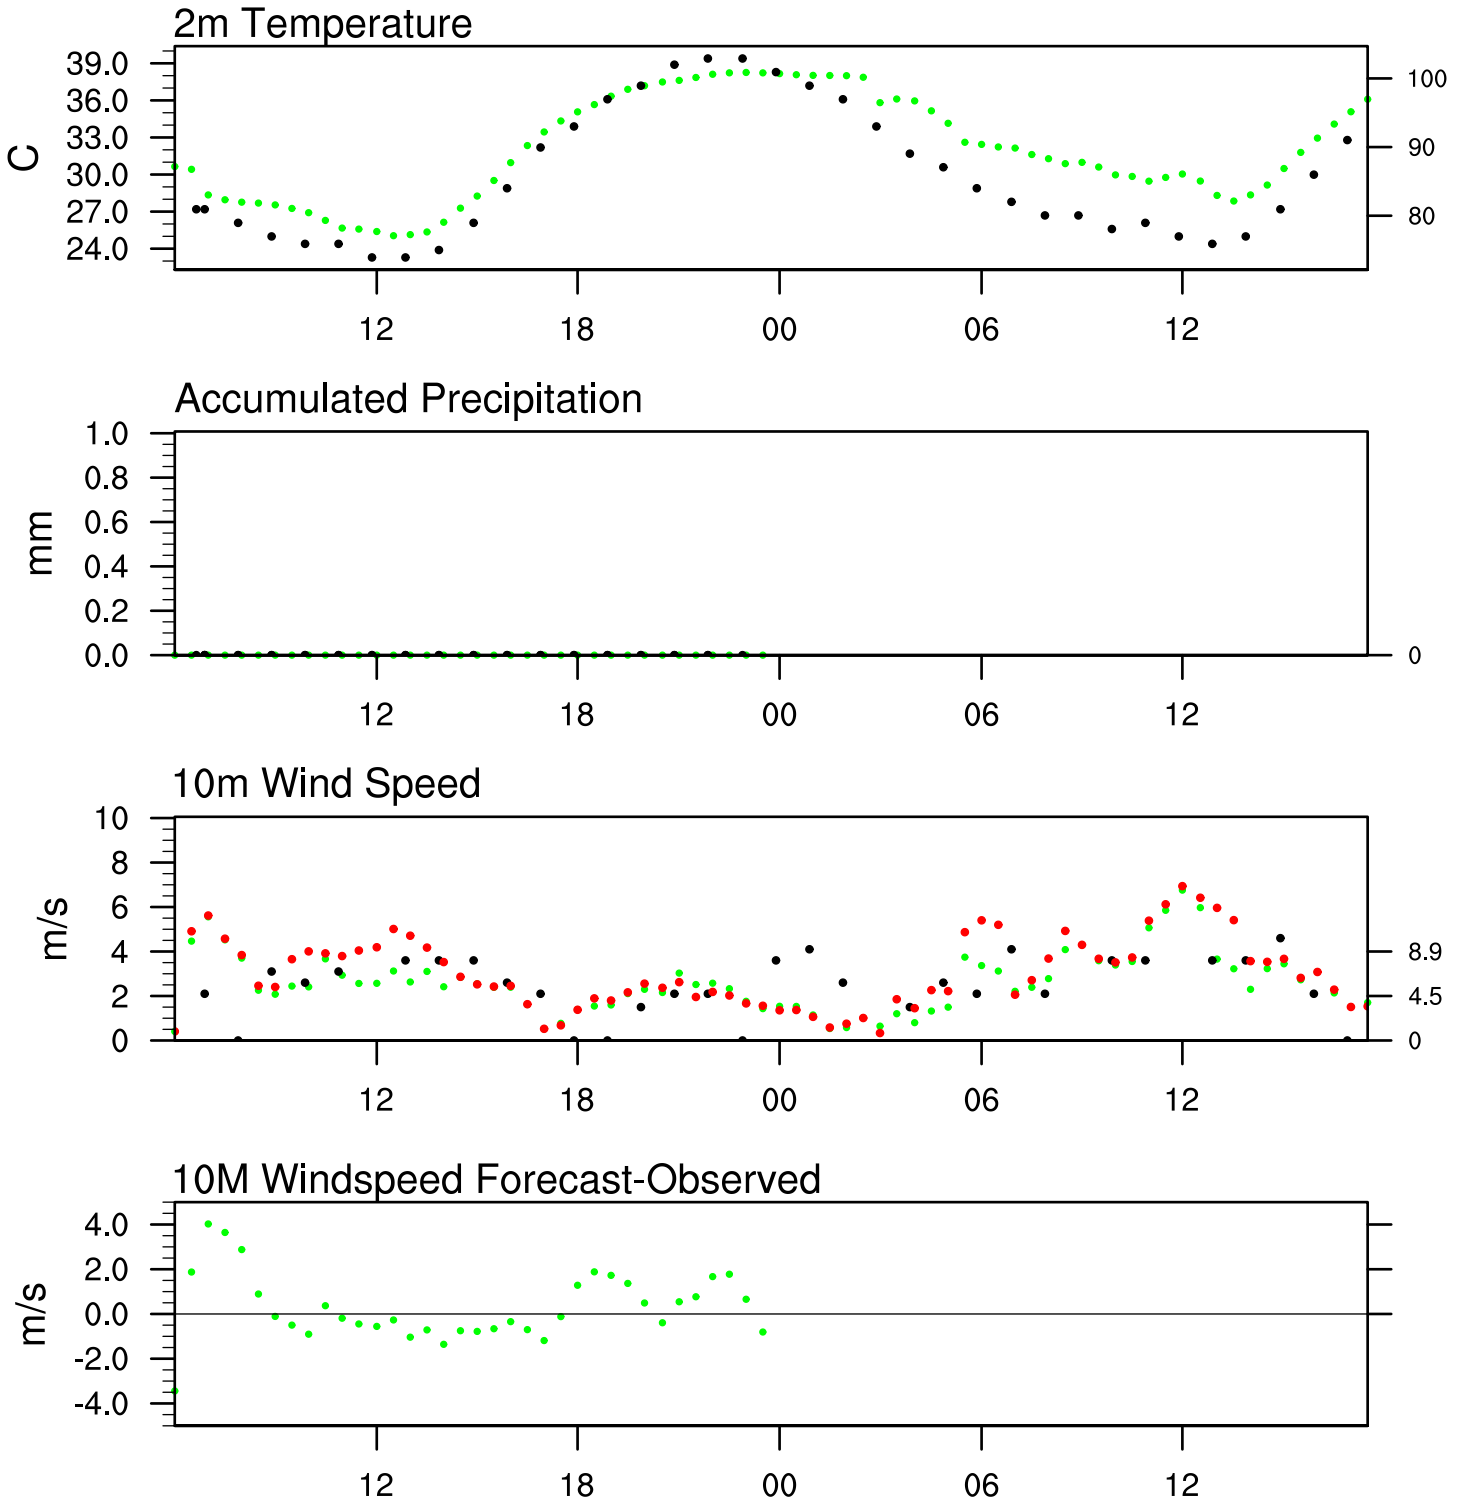 2m Temperature
39.0
36.0
33.0
30.0
27.0
24.0
C
100
90
80
12 18 00 06 12
Accumulated Precipitation
1.0
0.8
0.6
0.4
0.2
0.0
mm
0
12 18 00 06 12
10m Wind Speed
10
8
6
4
2
0
m/s
8.9
4.5
0
12 18 00 06 12
10M Windspeed Forecast-Observed
4.0
2.0
0.0
-2.0
-4.0
m/s
12 18 00 06 12